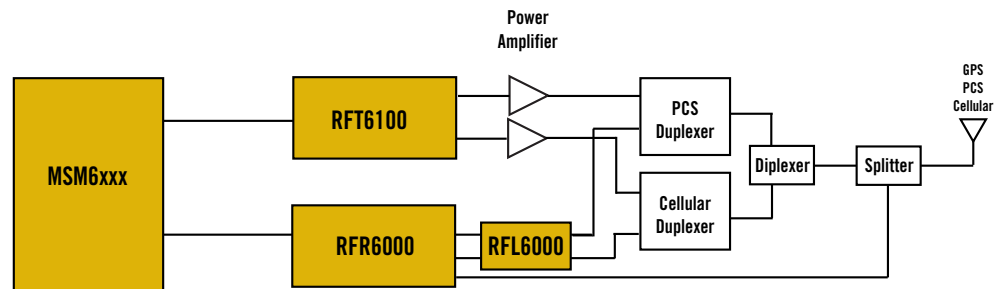 Power
Amplifier
GPS
PCS
Cellular
MSM6xxx
RFT6100
PCS
Duplexer
Diplexer
Splitter
Cellular
Duplexer
RFR6000
RFL6000